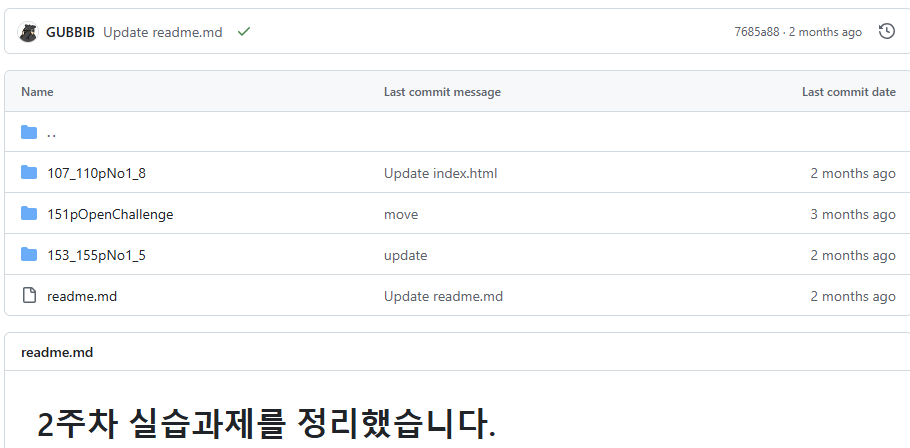 GUBBIB Update readme.md 7685a88 · 2 months ago
Name Last commit message Last commit date
..
107_110pNo1_8 Update index.html 2 months ago
151pOpenChallenge move 3 months ago
153_155pNo1_5 update 2 months ago
readme.md Update readme.md 2 months ago
readme.md
2주차 실습과제를 정리했습니다.